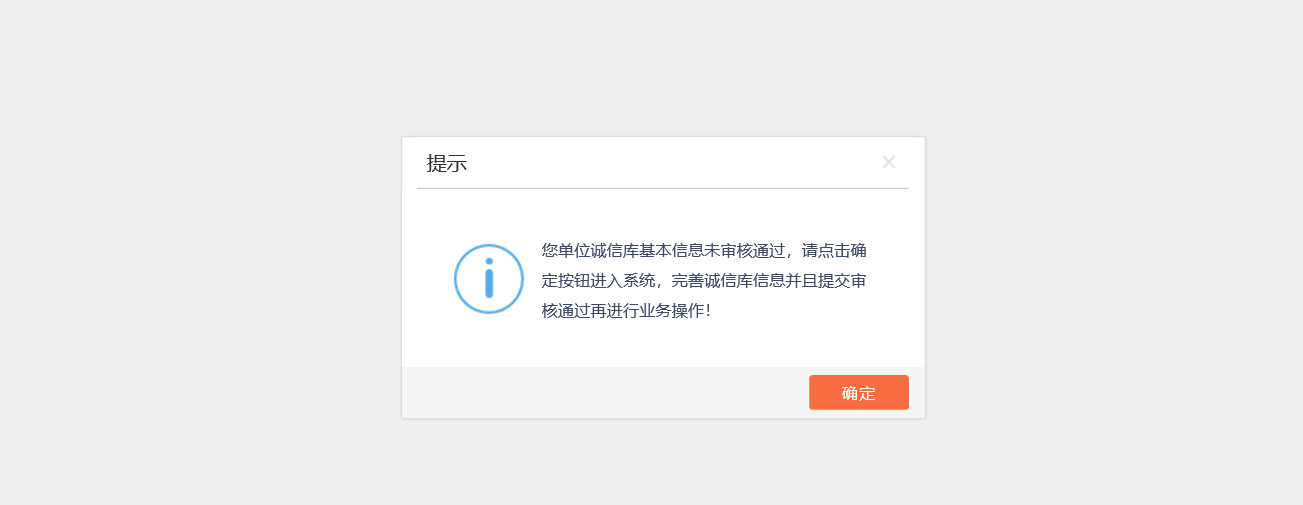 提示
您单位诚信库基本信息未审核通过，请点击确
定按钮进入系统，完善诚信库信息并且提交审
核通过再进行业务操作！
确定